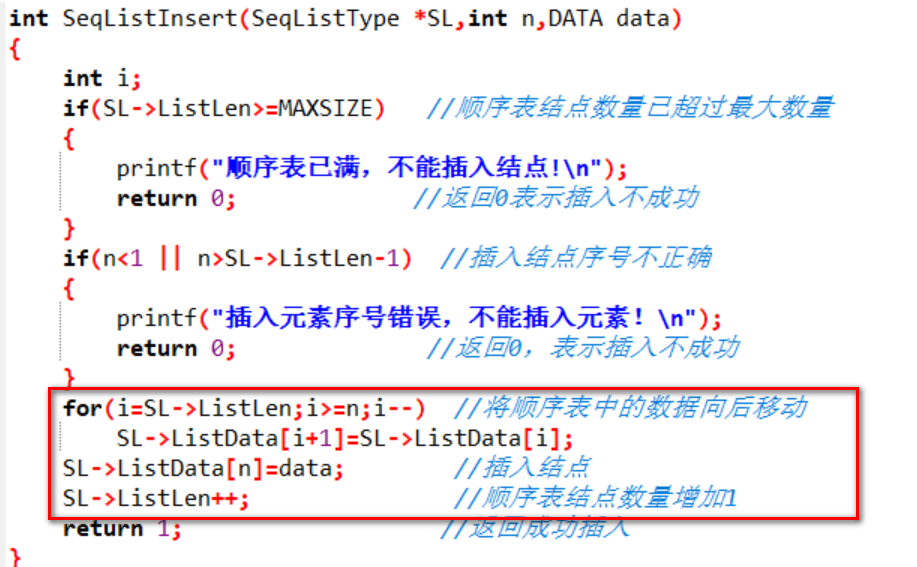 int SeqListInsert(SeqListType *SL,int n,DATA data)
{
int i;
if(SL->ListLen>=MAXSIZE) //顺序表结点数量已超过最大数量
{
printf("顺序表已满，不能插入结点!\n");
return 0; //返回0表示插入不成功
}
if(n<1 || n>SL->ListLen-1) //插入结点序号不正确
{
printf("插入元素序号错误，不能插入元素！\n");
return 0; //返回0，表示插入不成功
}
for(i=SL->ListLen;i>=n;i--) //将顺序表中的数据向后移动
SL->ListData[i+1]=SL->ListData[i];
SL->ListData[n]=data; //插入结点
SL->ListLen++; //顺序表结点数量增加1
return 1; //返回成功插入
}